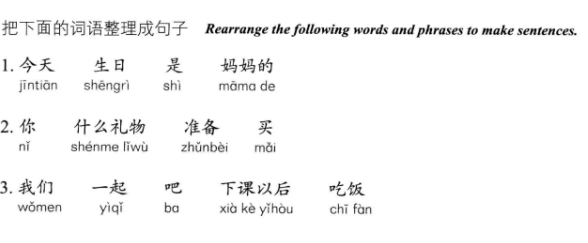 把下面的词语整理成句子 Rearrange the following words and phrases to make sentences.
1. 今天 生日 是 妈妈的
jīntiān shēngrì shì māma de
2. 你 什么礼物 准备 买
nǐ shénme lǐwù zhǔnbèi mǎi
3. 我们 一起 吧 下课以后 吃饭
wǒmen yìqǐ ba xià kè yǐhòu chī fàn